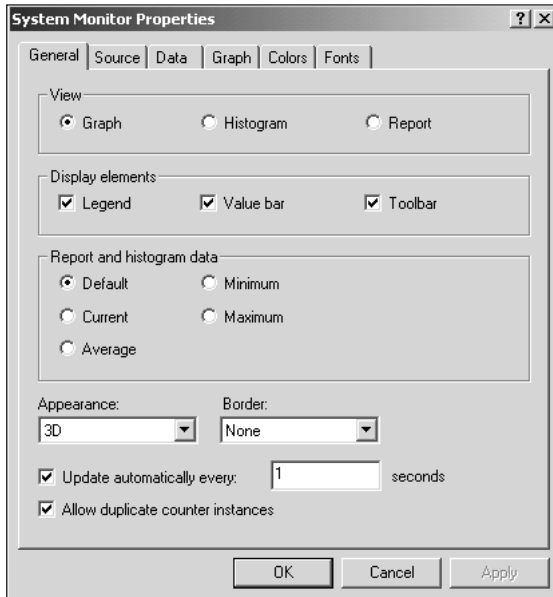 System Monitor Properties
General Source Data Graph Colors Fonts
View
Graph Histogram Report
Display elements
Legend Value bar Toolbar
Report and histogram data
Default Minimum
Current Maximum
Average
Appearance: Border:
3D None
Update automatically every: 1 seconds
Allow duplicate counter instances
OK Cancel Apply